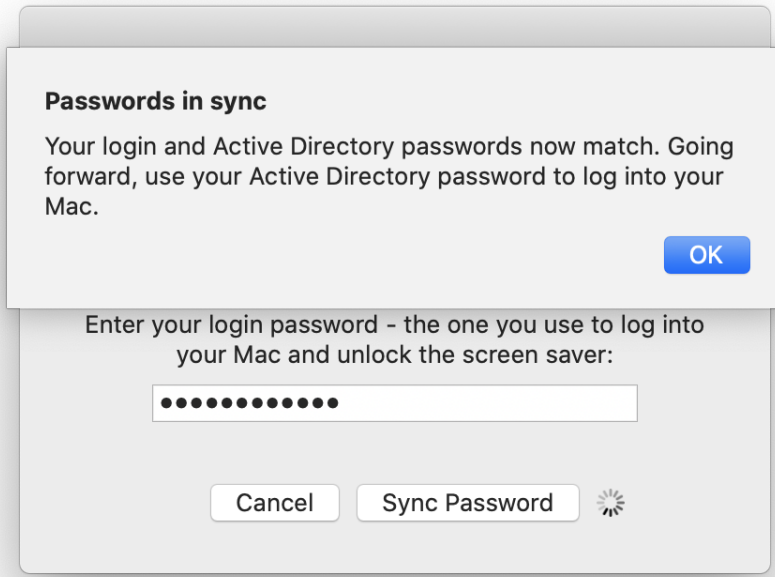 Passwords in sync
Your login and Active Directory passwords now match. Going
forward, use your Active Directory password to log into your
Mac.
OK
Enter your login password - the one you use to log into
your Mac and unlock the screen saver:
••••••••••••
Cancel Sync Password